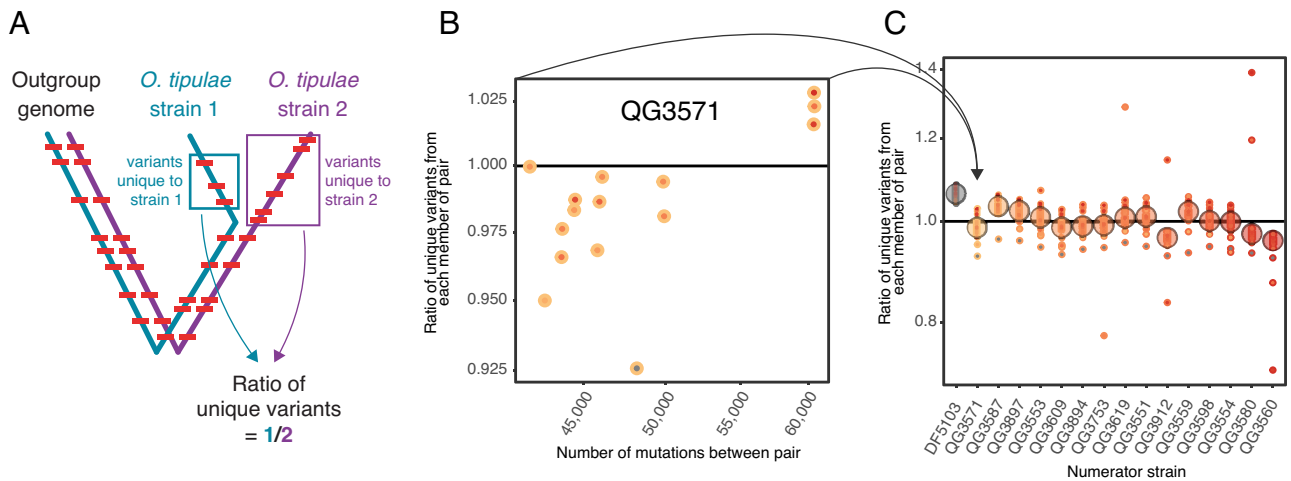 A
Outgroup
genome
O. tipulae
strain 1
O. tipulae
strain 2
variants
unique to
strain 1
variants
unique to
strain 2
Ratio of
unique variants
= 1/2
B
QG3571
Ratio of unique variants from
each member of pair
1.025
1.000
0.975
0.950
0.925
45,000
50,000
55,000
60,000
Number of mutations between pair
C
Ratio of unique variants from
each member of pair
1.4
1.2
1.0
0.8
DF5103
QG3571
QG3587
QG3897
QG3553
QG3609
QG3894
QG3753
QG3619
QG3551
QG3912
QG3559
QG3598
QG3554
QG3580
QG3560
Numerator strain